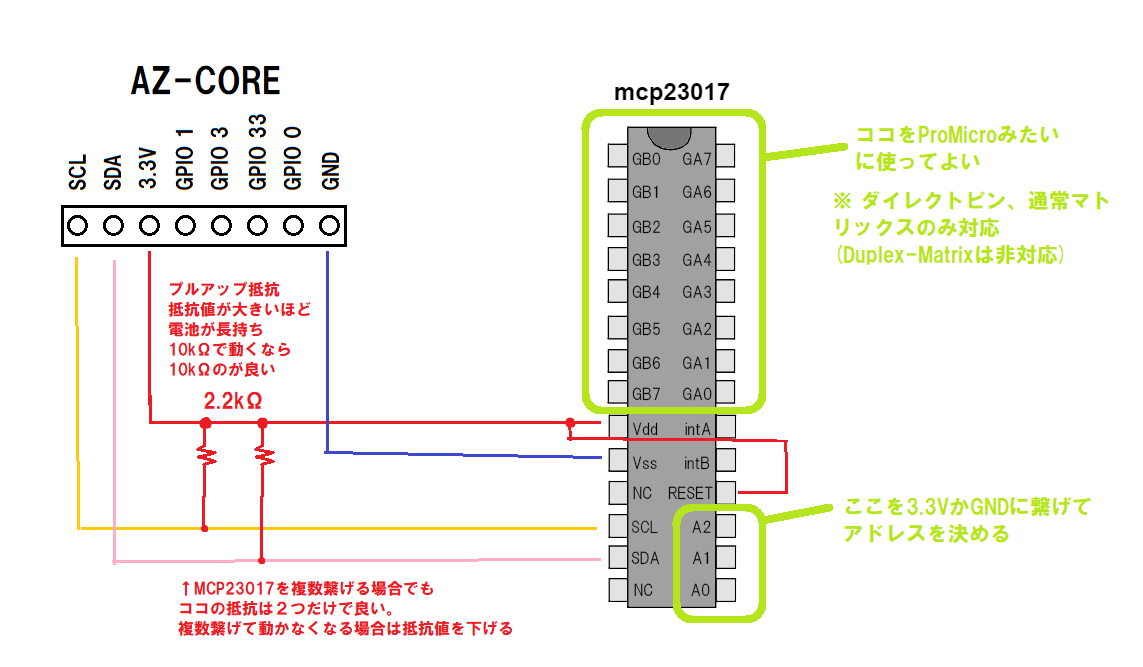 AZ-CORE
SCL
SDA
3.3V
GPIO 1
GPIO 3
GPIO 33
GPIO 0
GND
プルアップ抵抗
抵抗値が大きいほど
電池が長持ち
10kΩで動くなら
10kΩのが良い
2.2kΩ
↑MCP23017を複数繋げる場合でも
ココの抵抗は２つだけで良い。
複数繋げて動かなくなる場合は抵抗値を下げる
mcp23017
GB0 GA7
GB1 GA6
GB2 GA5
GB3 GA4
GB4 GA3
GB5 GA2
GB6 GA1
GB7 GA0
Vdd intA
Vss intB
NC RESET
SCL A2
SDA A1
NC A0
ココをProMicroみたい
に使ってよい
※ ダイレクトピン、通常マト
リックスのみ対応
(Duplex-Matrixは非対応)
ここを3.3VかGNDに繋げて
アドレスを決める